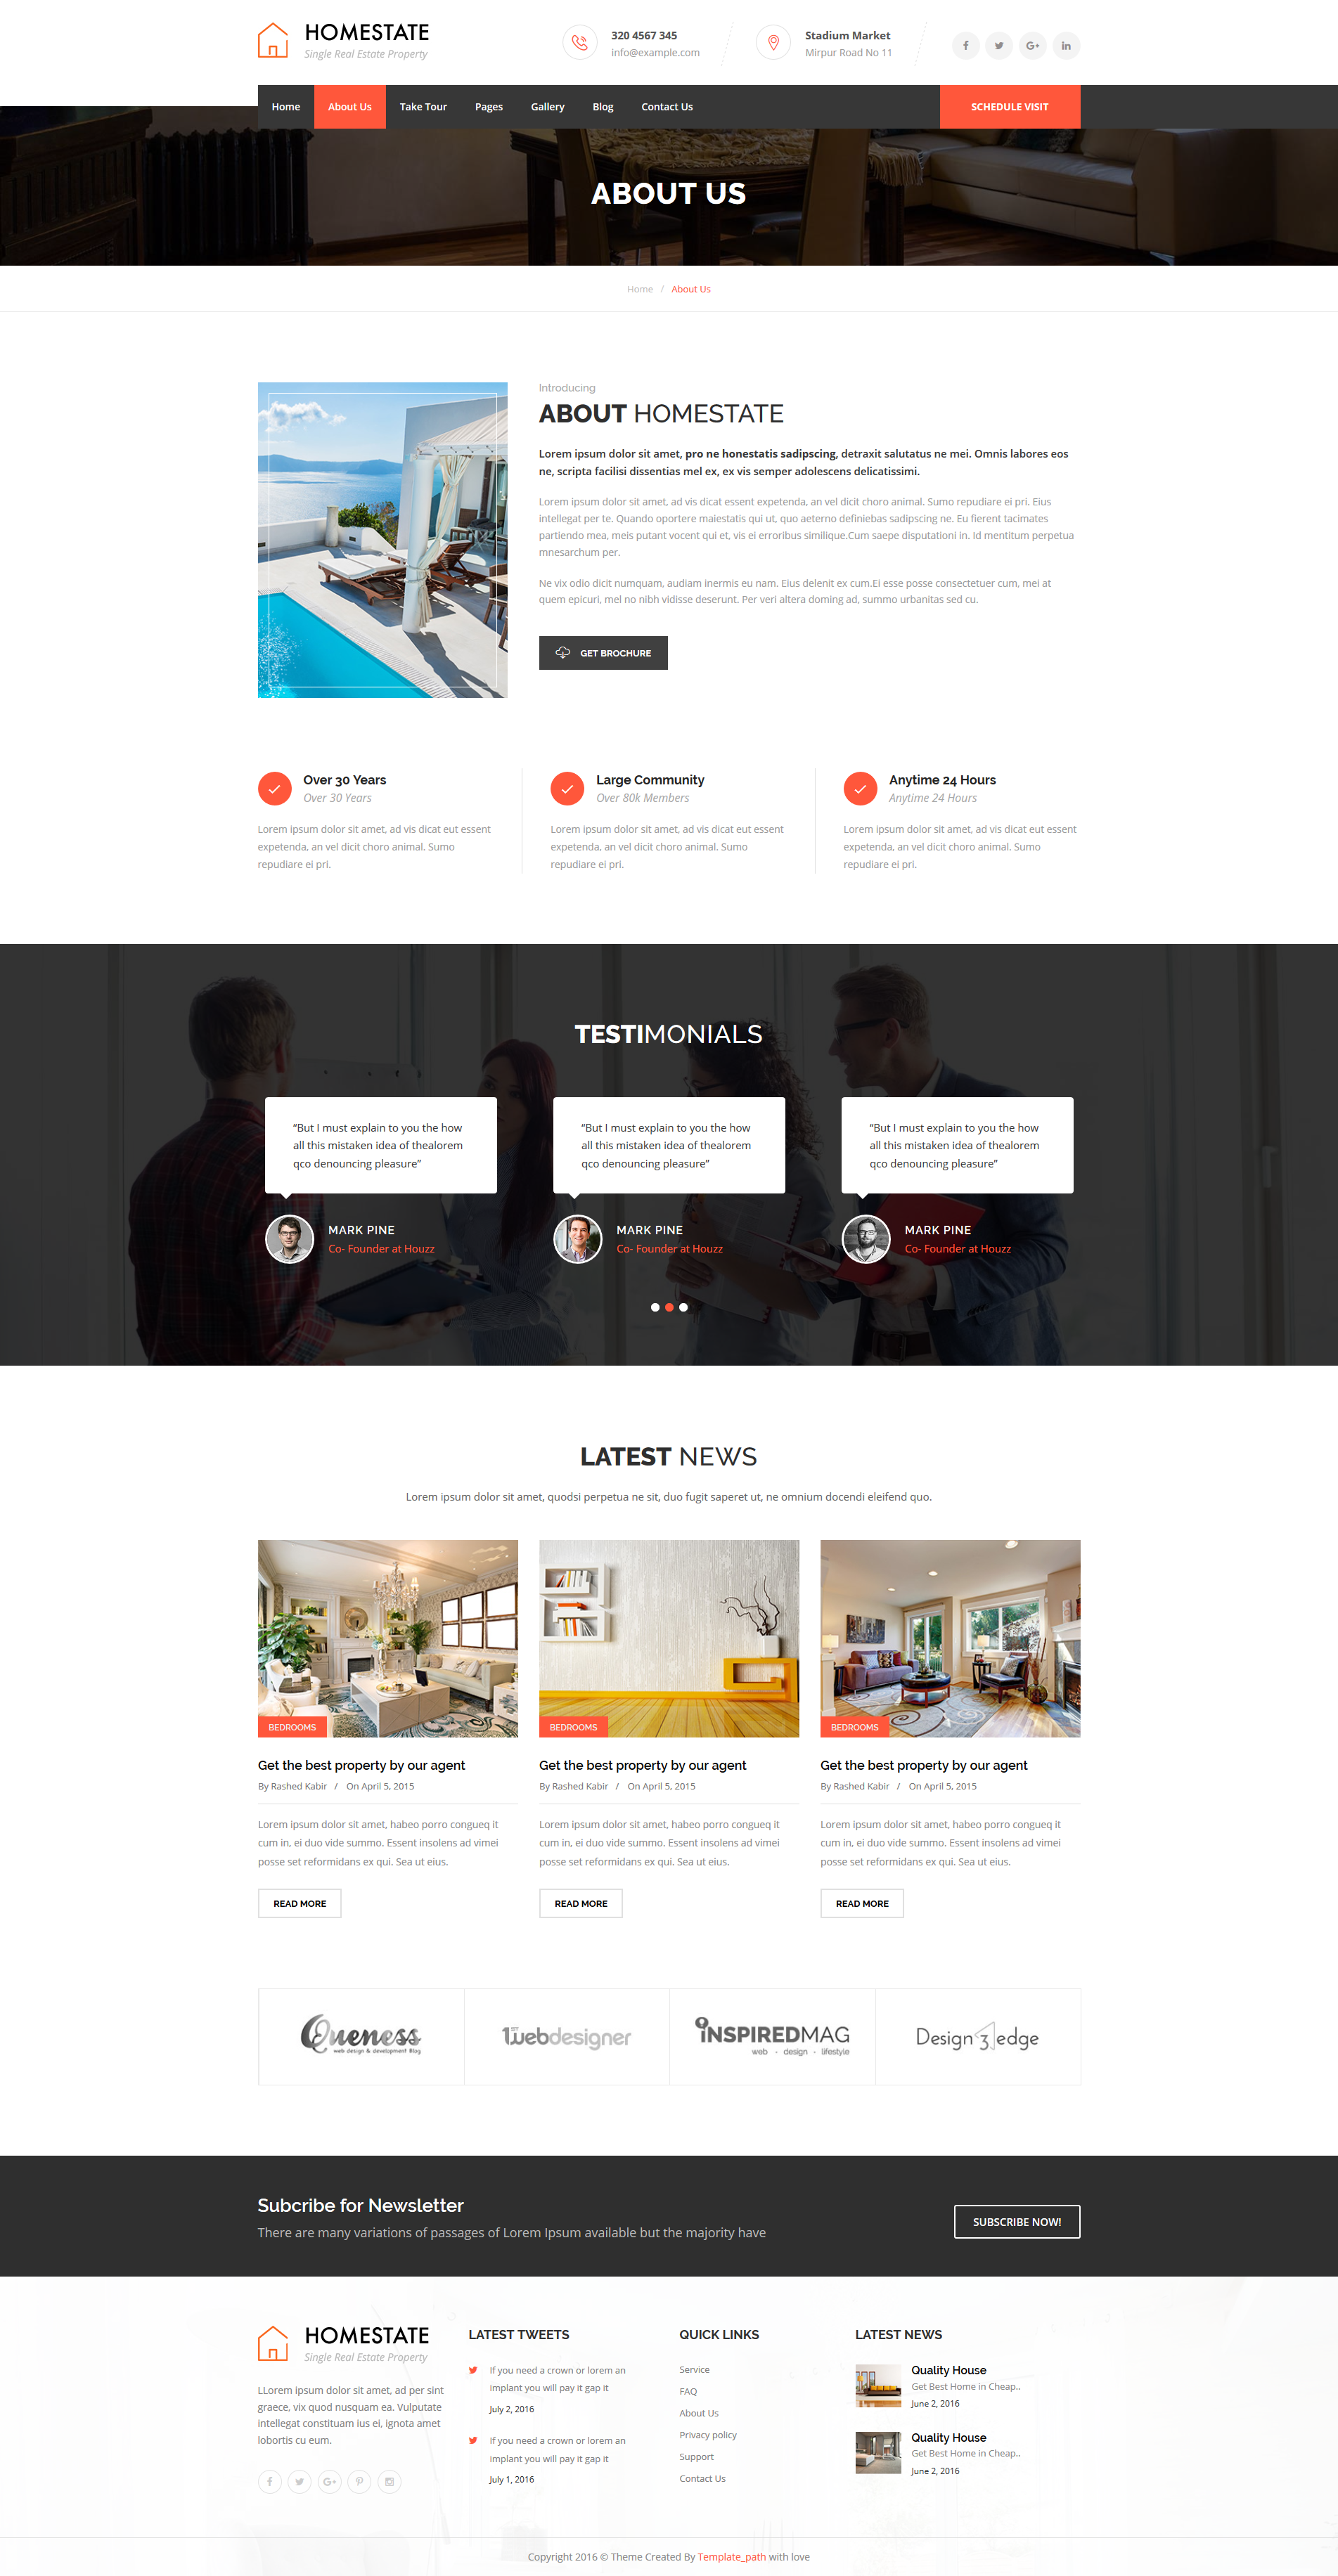 HOMESTATE
Single Real Estate Property
320 4567 345
info@example.com
Stadium Market
Mirpur Road No 11
Home
About Us
Take Tour
Pages
Gallery
Blog
Contact Us
SCHEDULE VISIT
ABOUT US
Home / About Us
Introducing
ABOUT HOMESTATE
Lorem ipsum dolor sit amet, pro ne honestatis sadipscing, detraxit salutatus ne mei. Omnis labores eos
ne, scripta facilisi dissentias mel ex, ex vis semper adolescens delicatissimi.
Lorem ipsum dolor sit amet, ad vis dicat essent expetenda, an vel dicit choro animal. Sumo repudiare ei pri. Eius
intellegat per te. Quando oportere maiestatis qui ut, quo aeterno definiebas sadipscing ne. Eu fierent tacimates
partiendo mea, meis putant vocent qui et, vis ei erroribus similique.Cum saepe disputationi in. Id mentitum perpetua
mnesarchum per.
Ne vix odio dicit numquam, audiam inermis eu nam. Eius delenit ex cum.Ei esse posse consectetuer cum, mei at
quem epicuri, mel no nibh vidisse deserunt. Per veri altera doming ad, summo urbanitas sed cu.
GET BROCHURE
Over 30 Years
Over 30 Years
Lorem ipsum dolor sit amet, ad vis dicat eut essent
expetenda, an vel dicit choro animal. Sumo
repudiare ei pri.
Large Community
Over 80k Members
Lorem ipsum dolor sit amet, ad vis dicat eut essent
expetenda, an vel dicit choro animal. Sumo
repudiare ei pri.
Anytime 24 Hours
Anytime 24 Hours
Lorem ipsum dolor sit amet, ad vis dicat eut essent
expetenda, an vel dicit choro animal. Sumo
repudiare ei pri.
TESTIMONIALS
“But I must explain to you the how
all this mistaken idea of thealorem
qco denouncing pleasure”
MARK PINE
Co- Founder at Houzz
“But I must explain to you the how
all this mistaken idea of thealorem
qco denouncing pleasure”
MARK PINE
Co- Founder at Houzz
“But I must explain to you the how
all this mistaken idea of thealorem
qco denouncing pleasure”
MARK PINE
Co- Founder at Houzz
LATEST NEWS
Lorem ipsum dolor sit amet, quodsi perpetua ne sit, duo fugit saperet ut, ne omnium docendi eleifend quo.
BEDROOMS
Get the best property by our agent
By Rashed Kabir / On April 5, 2015
Lorem ipsum dolor sit amet, habeo porro congueq it
cum in, ei duo vide summo. Essent insolens ad vimei
posse set reformidans ex qui. Sea ut eius.
READ MORE
BEDROOMS
Get the best property by our agent
By Rashed Kabir / On April 5, 2015
Lorem ipsum dolor sit amet, habeo porro congueq it
cum in, ei duo vide summo. Essent insolens ad vimei
posse set reformidans ex qui. Sea ut eius.
READ MORE
BEDROOMS
Get the best property by our agent
By Rashed Kabir / On April 5, 2015
Lorem ipsum dolor sit amet, habeo porro congueq it
cum in, ei duo vide summo. Essent insolens ad vimei
posse set reformidans ex qui. Sea ut eius.
READ MORE
Queness
web design & development Blog
1stwebdesigner
INSPIREDMAG
web • design • lifestyle
Design3edge
Subcribe for Newsletter
There are many variations of passages of Lorem Ipsum available but the majority have
SUBSCRIBE NOW!
HOMESTATE
Single Real Estate Property
LLorem ipsum dolor sit amet, ad per sint
graece, vix quod nusquam ea. Vulputate
intellegat constituam ius ei, ignota amet
lobortis cu eum.
LATEST TWEETS
If you need a crown or lorem an
implant you will pay it gap it
July 2, 2016
If you need a crown or lorem an
implant you will pay it gap it
July 1, 2016
QUICK LINKS
Service
FAQ
About Us
Privacy policy
Support
Contact Us
LATEST NEWS
Quality House
Get Best Home in Cheap..
June 2, 2016
Quality House
Get Best Home in Cheap..
June 2, 2016
Copyright 2016 © Theme Created By Template_path with love